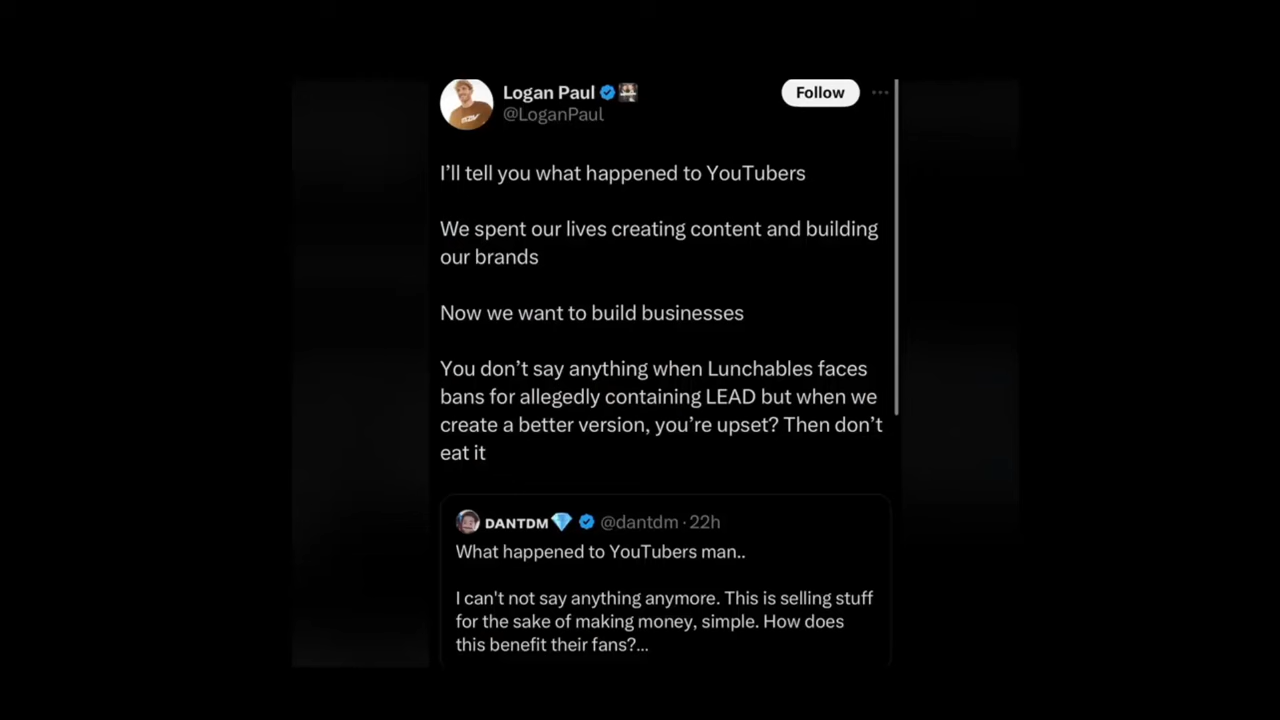 Logan Paul
Follow
@LoganPaul
I’ll tell you what happened to YouTubers
We spent our lives creating content and building
our brands
Now we want to build businesses
You don’t say anything when Lunchables faces
bans for allegedly containing LEAD but when we
create a better version, you’re upset? Then don’t
eat it
DANTDM💎 @dantdm · 22h
What happened to YouTubers man..
I can't not say anything anymore. This is selling stuff
for the sake of making money, simple. How does
this benefit their fans?...